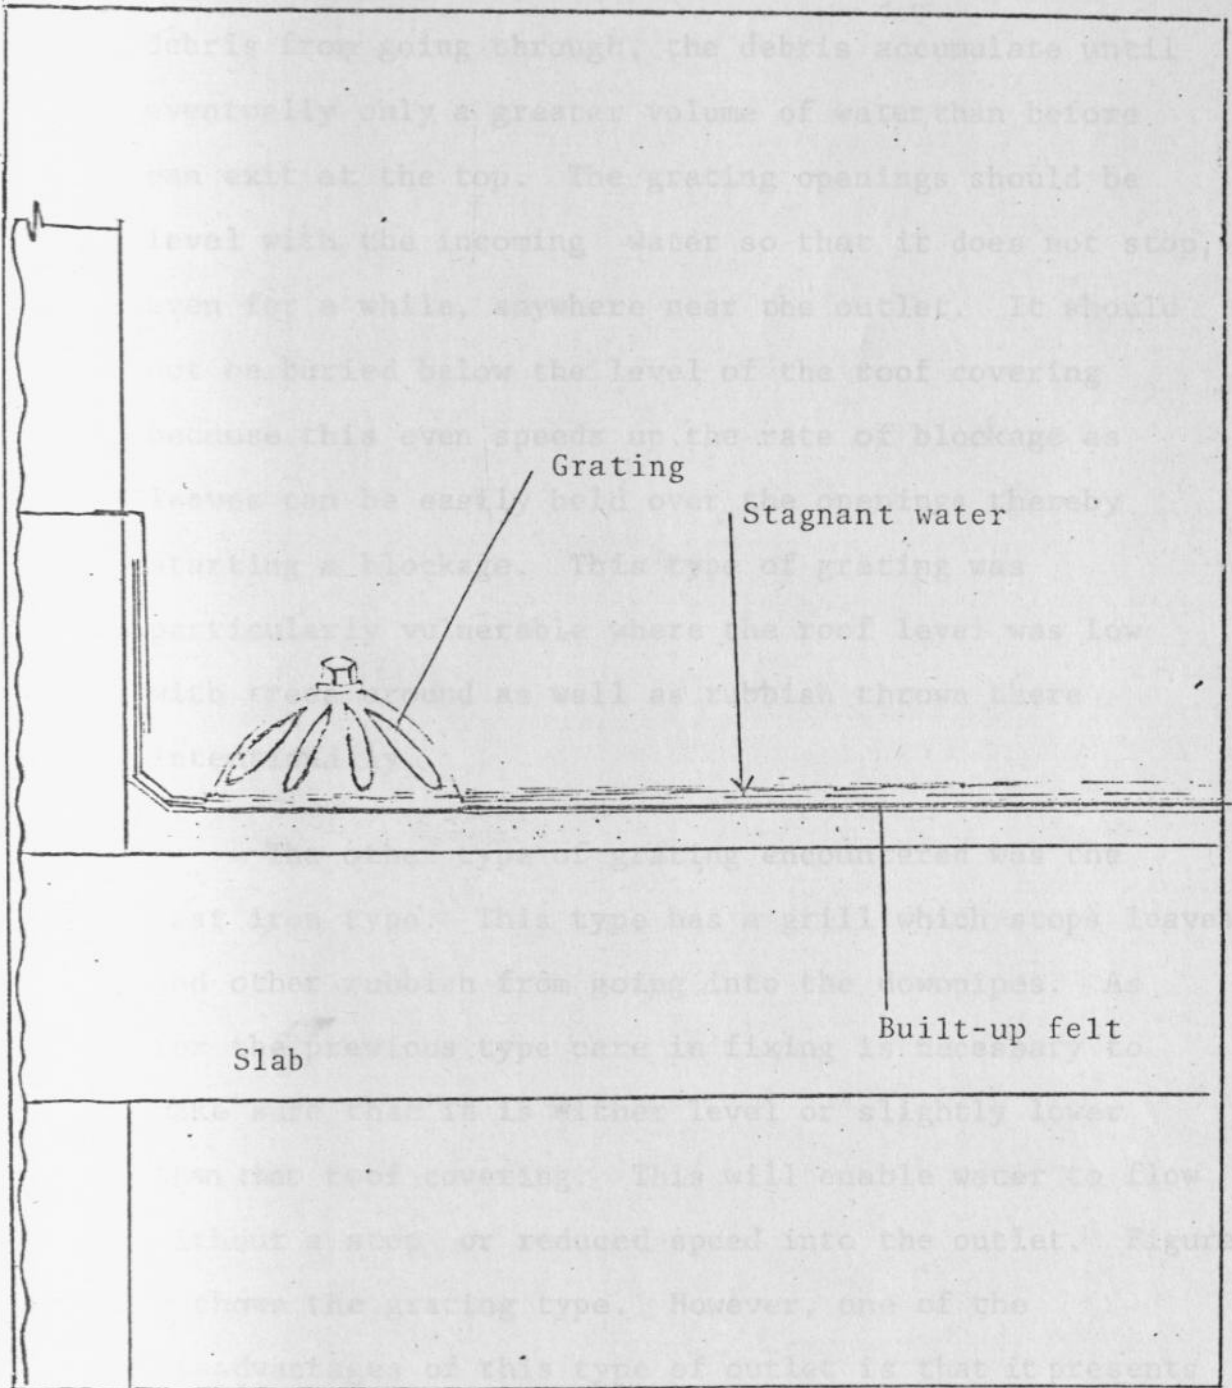 debris from going through, the debris accumulate until
eventually only a greater volume of water than before
can exit at the top. The grating openings should be
level with the incoming water so that it does not stop,
even for a while, anywhere near the outlet. It should
not be buried below the level of the roof covering
because this even speeds up the rate of blockage as
Grating
leaves can be easily held over the openings thereby
Stagnant water
starting a blockage. This type of grating was
particularly vulnerable where the roof level was low
with trees around as well as rubbish thrown there
The other type of grating encountered was the
iron type. This type has a grill which stops leave
other rubbish from going into the downpipes. As
Built-up felt
the previous type care in fixing is necessary to
Slab
sure that is is either level or slightly lower
roof covering. This will enable water to flow
a stop or reduced speed into the outlet. Figur
shows the grating type. However, one of the
of this type of outlet is that it presents